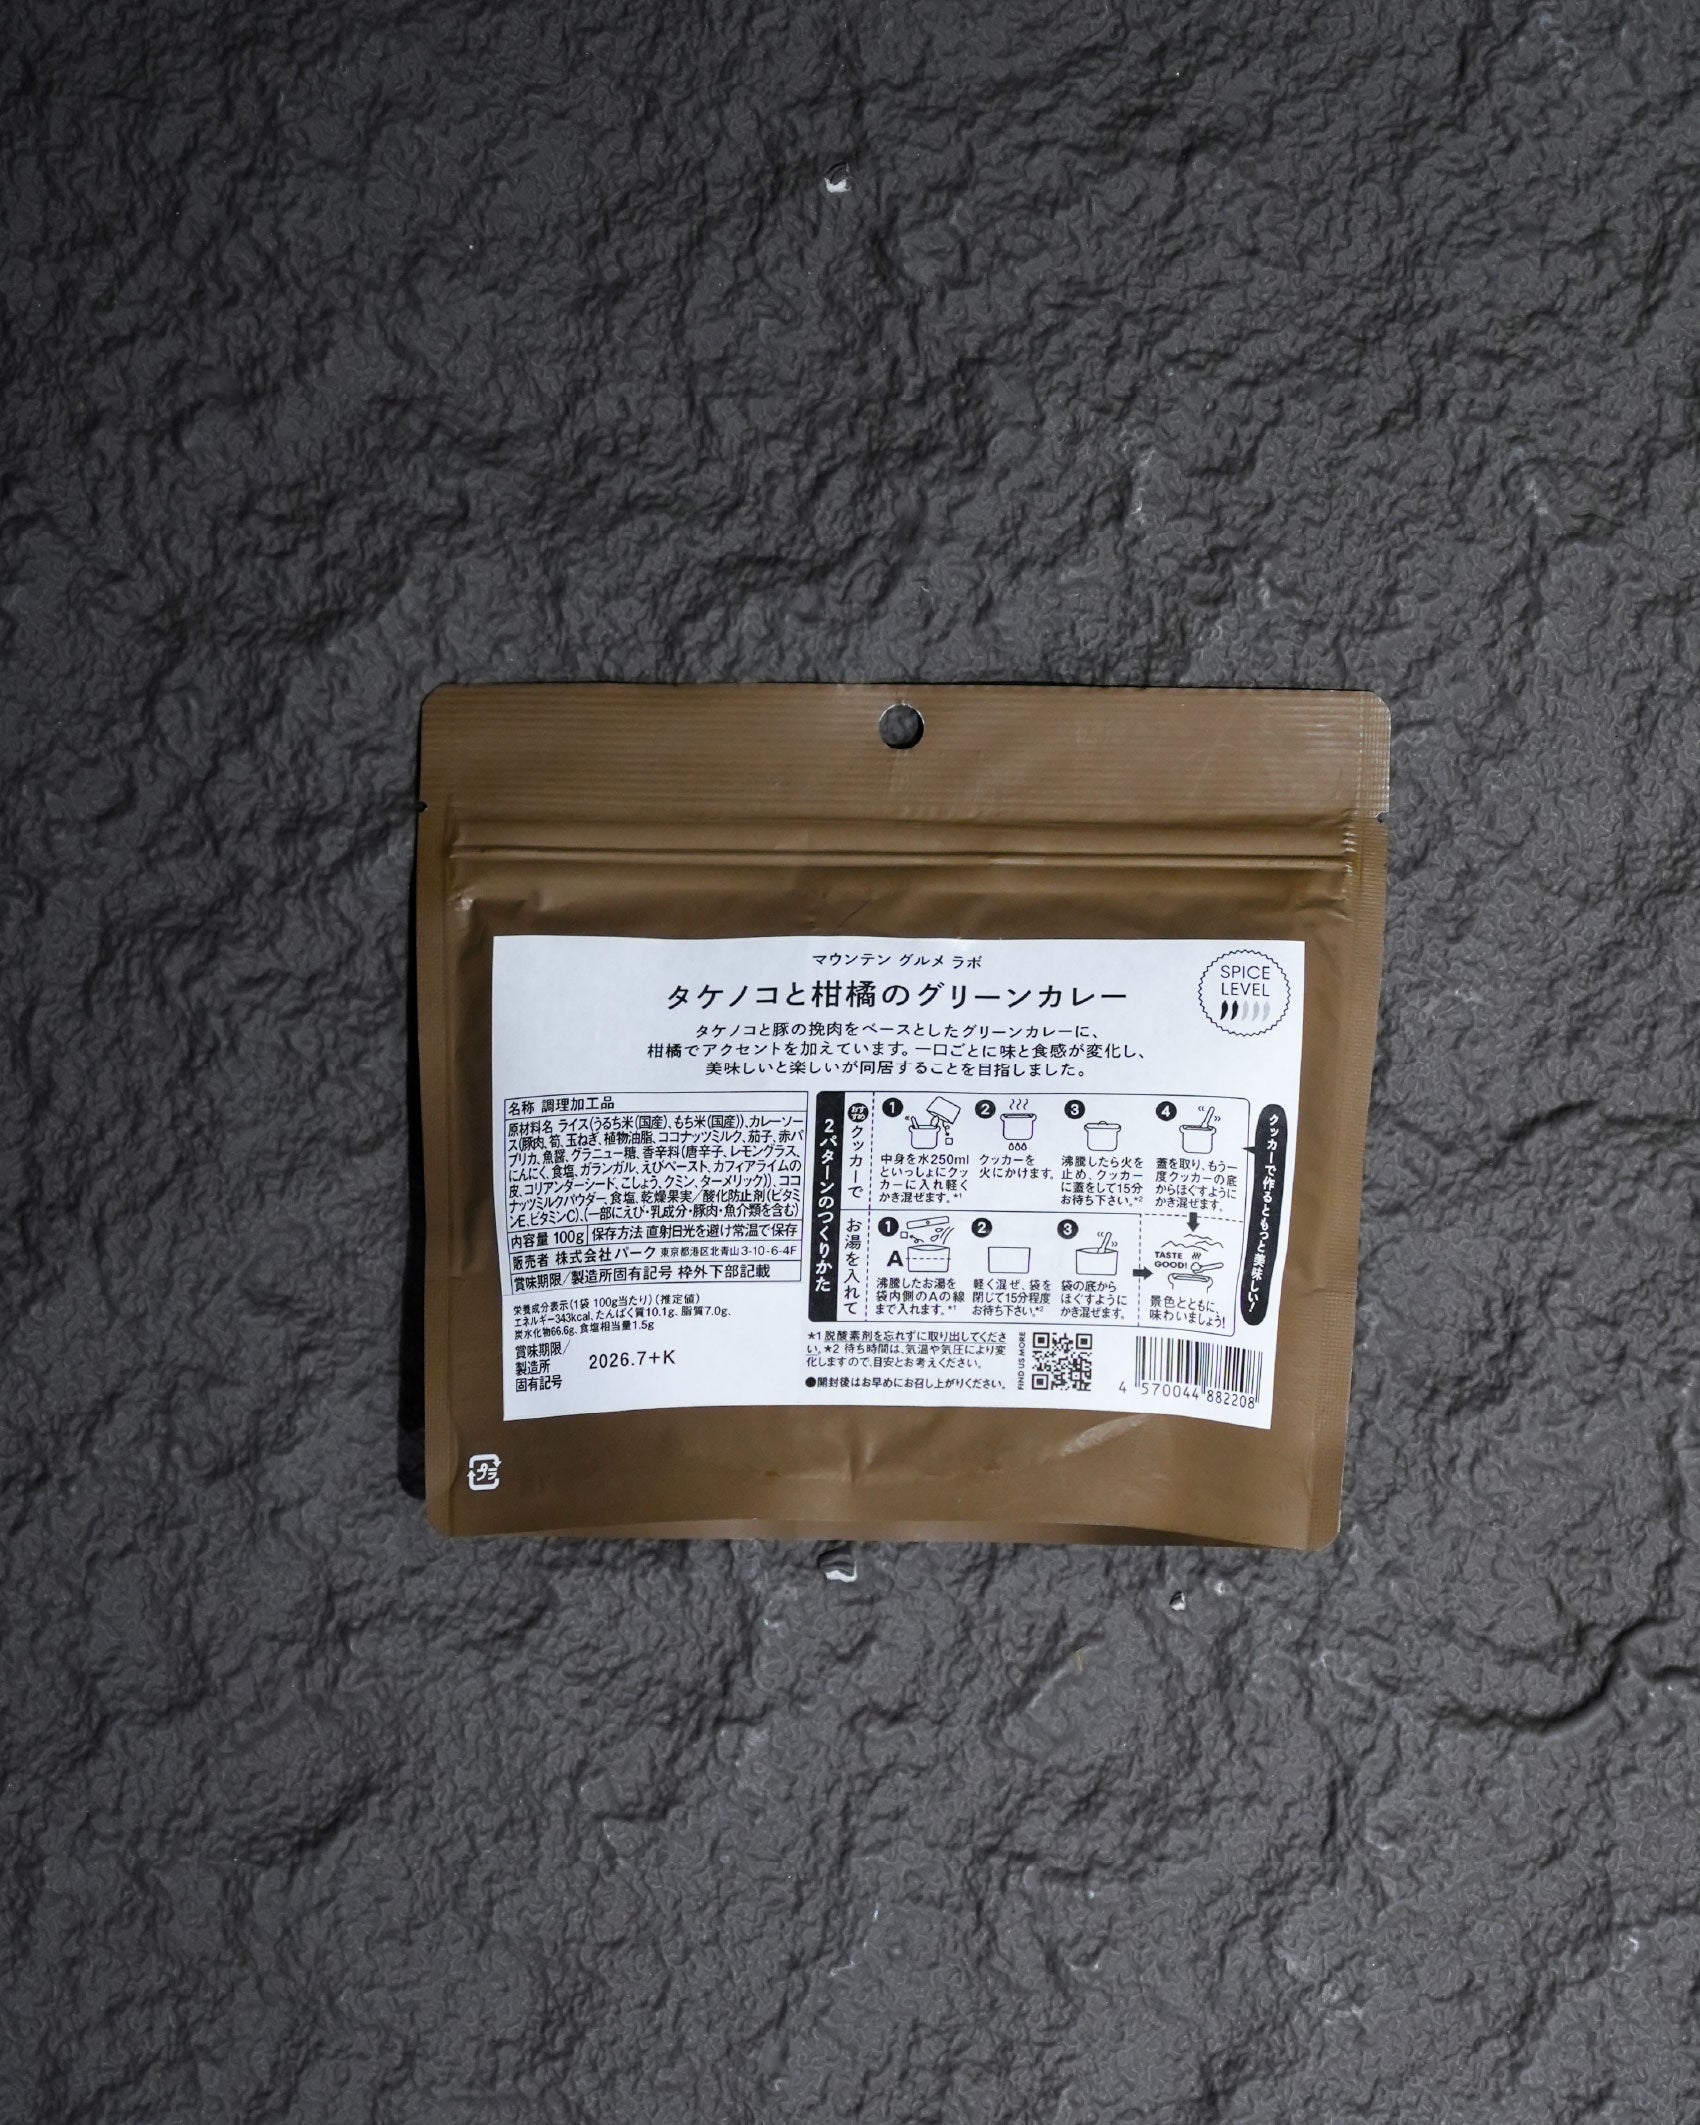 マウンテン グルメ ラボ
タケノコと柑橘のグリーンカレー
タケノコと豚の挽肉をベースとしたグリーンカレーに、
柑橘でアクセントを加えています。一口ごとに味と食感が変化し、
美味しいと楽しいが同居することを目指しました。
SPICE
LEVEL
名称 調理加工品
原材料名 ライス(うるち米(国産)、もち米(国産))、カレーソー
ス(豚肉、筍、玉ねぎ、植物油脂、ココナッツミルク、茄子、赤パ
プリカ、魚醤、グラニュー糖、香辛料(唐辛子、レモングラス、
にんにく、食塩、ガランガル、えびペースト、カフィアライムの
皮、コリアンダーシード、こしょう、クミン、ターメリック))、ココ
ナッツミルクパウダー、食塩、乾燥果実／酸化防止剤(ビタミ
ンE、ビタミンC)、(一部にえび・乳成分・豚肉・魚介類を含む)
内容量 100g 保存方法 直射日光を避け常温で保存
販売者 株式会社パーク 東京都港区北青山3-10-6-4F
賞味期限/製造所固有記号 枠外下部記載
栄養成分表示(1袋 100g当たり)(推定値)
エネルギー343kcal、たんぱく質10.1g、脂質7.0g、
炭水化物66.6g、食塩相当量1.5g
賞味期限/
製造所
固有記号
2026.7+K
プラ
2パターンのつくりかた
おすすめ
クッカーで
1
中身を水250ml
といっしょにクッ
カーに入れ軽く
かき混ぜます。*1
2
クッカーを
火にかけます。
3
沸騰したら火を
止め、クッカー
に蓋をして15分
お待ち下さい。*2
4
蓋を取り、もう一
度クッカーの底
からほぐすように
かき混ぜます。
お湯を入れて
1
A
沸騰したお湯を
袋内側のAの線
まで入れます。*1
2
軽く混ぜ、袋を
閉じて15分程度
お待ち下さい。*2
3
袋の底から
ほぐすように
かき混ぜます。
TASTE
GOOD!
景色とともに、
味わいましょう!
クッカーで作るともっと美味しい!
*1 脱酸素剤を忘れずに取り出してくださ
い。*2 待ち時間は、気温や気圧により変
化しますので、目安とお考えください。
●開封後はお早めにお召し上がりください。
FIND US MORE
4 570044 882208